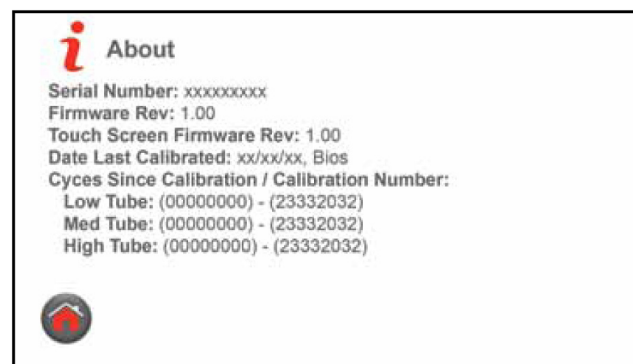 About
Serial Number: xxxxxxxxx
Firmware Rev: 1.00
Touch Screen Firmware Rev: 1.00
Date Last Calibrated: xx/xx/xx, Bios
Cyces Since Calibration / Calibration Number:
Low Tube: (00000000) - (23332032)
Med Tube: (00000000) - (23332032)
High Tube: (00000000) - (23332032)